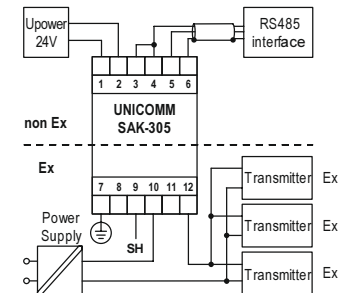 Upower
24V
RS485
interface
1 2 3 4 5 6
UNICOMM
SAK-305
non Ex
Ex
7 8 9 10 11 12
Transmitter Ex
Power
Supply
SH
Transmitter Ex
Transmitter Ex